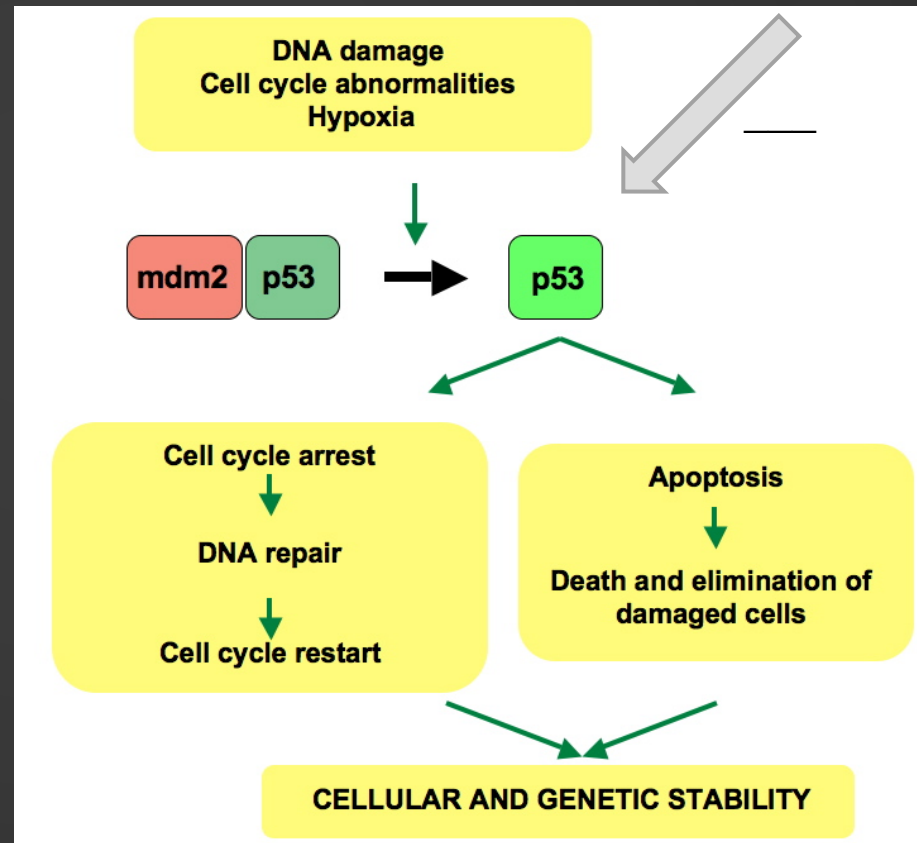 DNA damage
Cell cycle abnormalities
Hypoxia
mdm2 p53
p53
Cell cycle arrest
DNA repair
Cell cycle restart
Apoptosis
Death and elimination of
damaged cells
CELLULAR AND GENETIC STABILITY